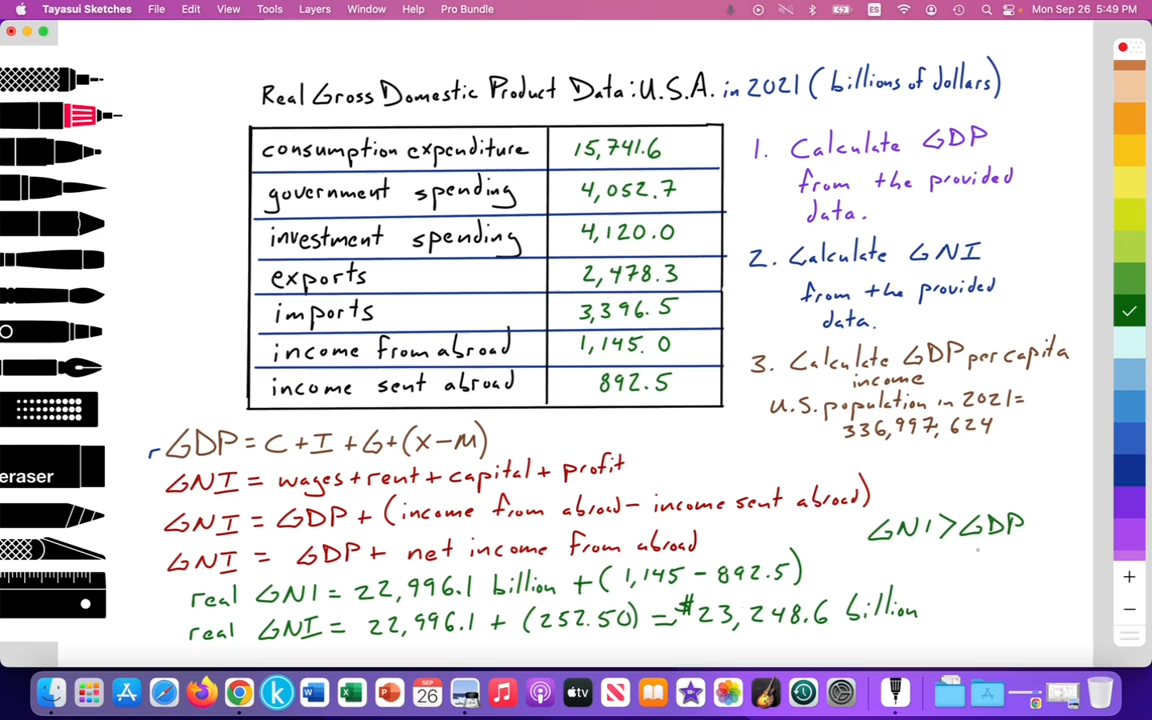 Tayasui Sketches File Edit View Tools Layers Window Help Pro Bundle
ES Mon Sep 26 5:49 PM
Real Gross Domestic Product Data: U.S.A. in 2021 (billions of dollars)
consumption expenditure 15,741.6
government spending 4,052.7
investment spending 4,120.0
exports 2,478.3
imports 3,396.5
income from abroad 1,145.0
income sent abroad 892.5
1. Calculate GDP
from the provided
data.
2. Calculate GNI
from the provided
data.
3. Calculate GDP per capita
income
U.S. population in 2021=
336,997,624
r GDP = C + I + G + (X-M)
GNI = wages + rent + capital + profit
GNI = GDP + (income from abroad - income sent abroad)
GNI = GDP + net income from abroad
GNI > GDP
real GNI = 22,996.1 billion + (1,145 - 892.5)
real GNI = 22,996.1 + (252.50) = $23,248.6 billion
eraser
SEP
26